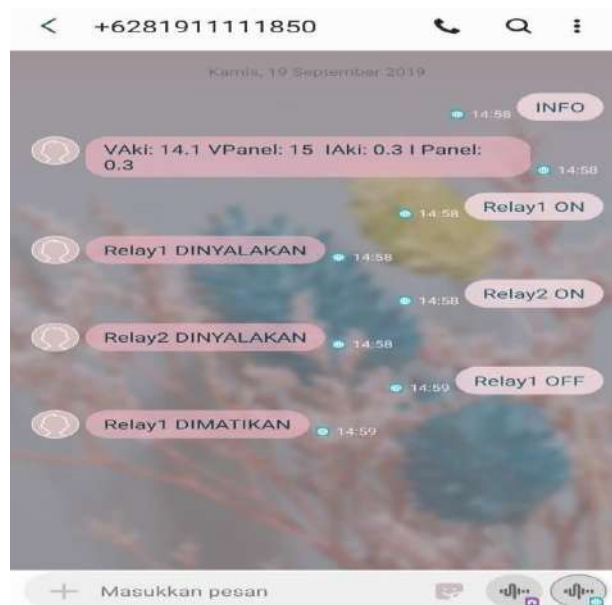 +6281911111850
Kamis, 19 September 2019
14:58 INFO
VAki: 14.1 VPanel: 15 IAki: 0.3 I Panel:
0.3
14:58
14:58 Relay1 ON
Relay1 DINYALAKAN 14:58
14:58 Relay2 ON
Relay2 DINYALAKAN 14:58
14:59 Relay1 OFF
Relay1 DIMATIKAN 14:59
Masukkan pesan